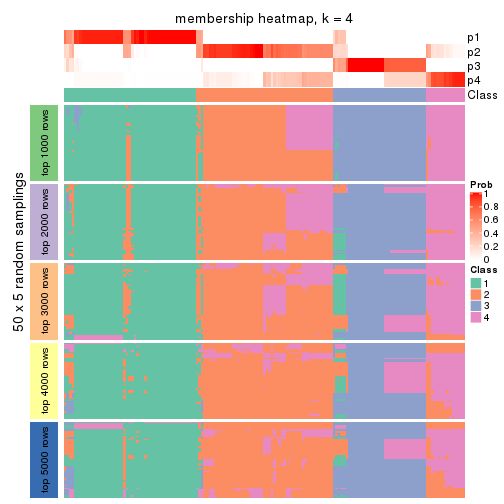 membership heatmap, k = 4
p1
p2
p3
p4
Class
50 x 5 random samplings
top 1000 rows
top 2000 rows
top 3000 rows
top 4000 rows
top 5000 rows
Prob
1
0.8
0.6
0.4
0.2
0
Class
1
2
3
4